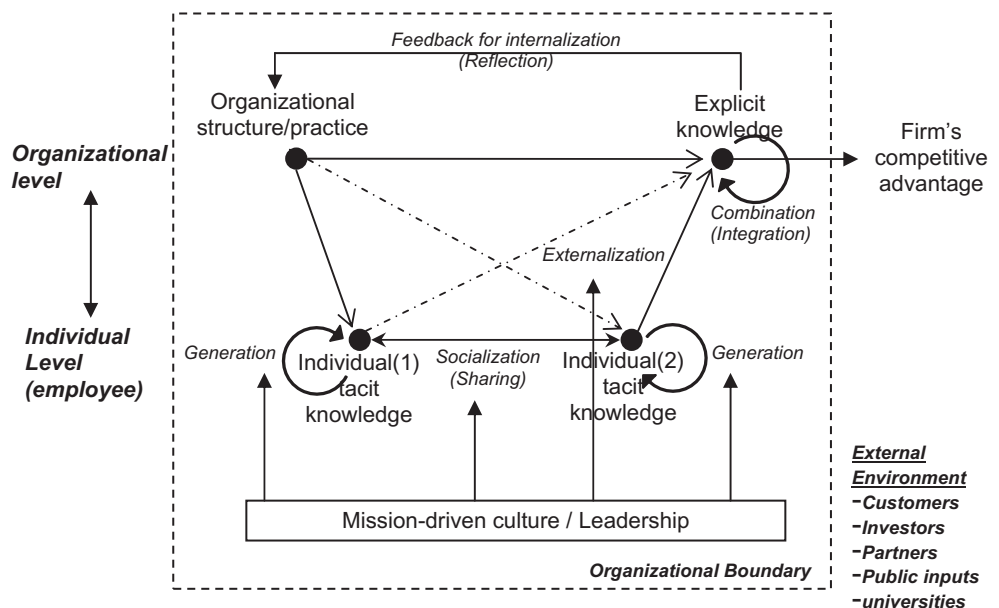 Feedback for internalization
(Reflection)
Organizational
structure/practice
Explicit
knowledge
Firm's
competitive
advantage
Organizational
level
Combination
(Integration)
Externalization
Individual
Level
(employee)
Generation
Individual(1)
tacit
knowledge
Socialization
(Sharing)
Individual(2)
tacit
knowledge
Generation
Mission-driven culture / Leadership
Organizational Boundary
External
Environment
-Customers
-Investors
-Partners
-Public inputs
-universities